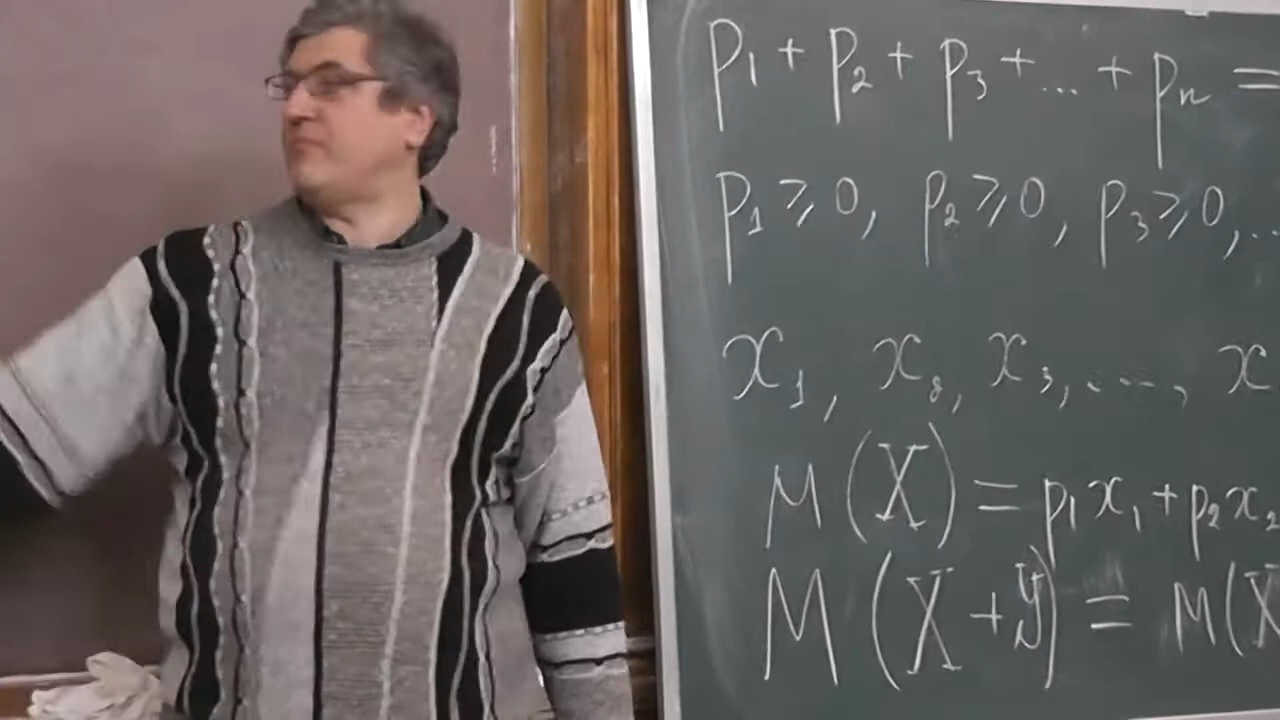 p₁ + p₂ + p₃ + ... + pₙ =
p₁ ⩾ 0, p₂ ⩾ 0, p₃ ⩾ 0, ..
x₁, x₂, x₃, ..., x
M(X) = p₁x₁ + p₂x₂
M(X + Y) = M(X